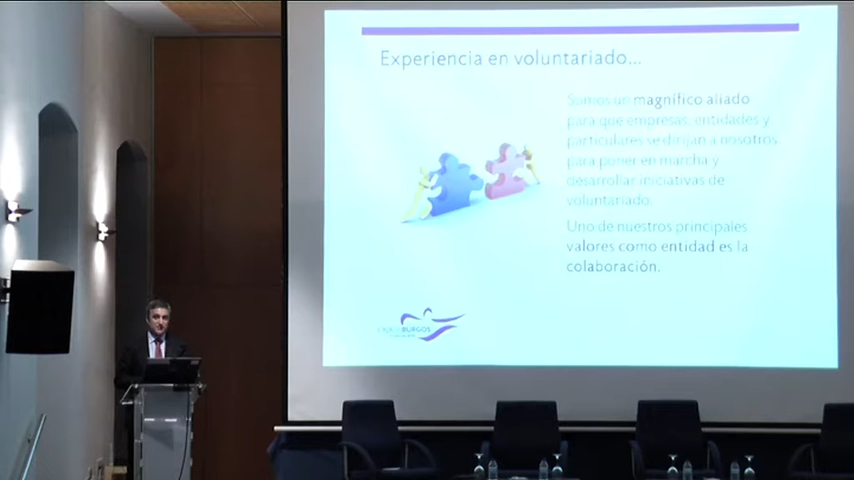 Experiencia en voluntariado...
Somos un magnífico aliado
para que empresas, entidades y
particulares se dirijan a nosotros
para poner en marcha y
desarrollar iniciativas de
voluntariado.
Uno de nuestros principales
valores como entidad es la
colaboración.
BURGOS